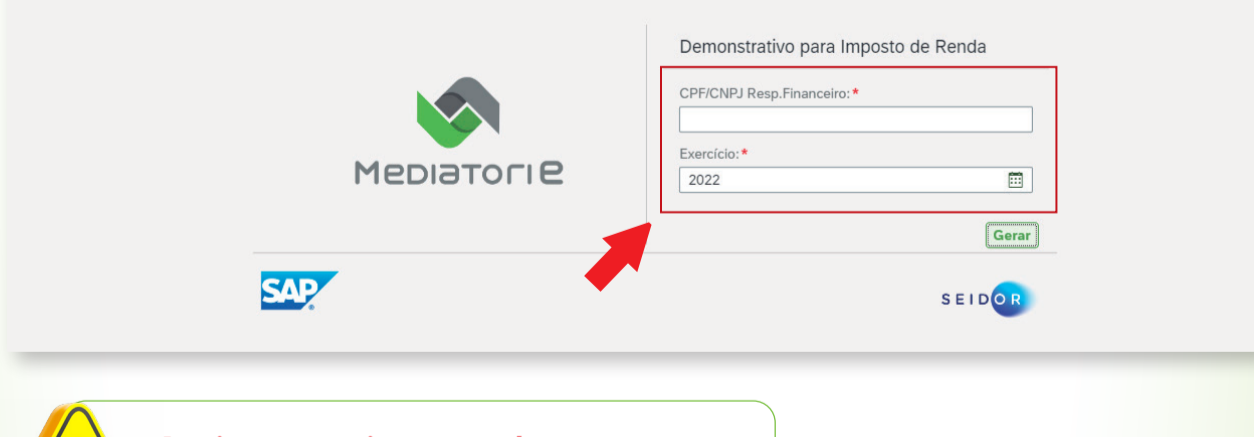 Demonstrativo para Imposto de Renda
CPF/CNPJ Resp.Financeiro: *
Exercício: *
2022
Gerar
MeDIaTorIe
SAP
SEIDOR